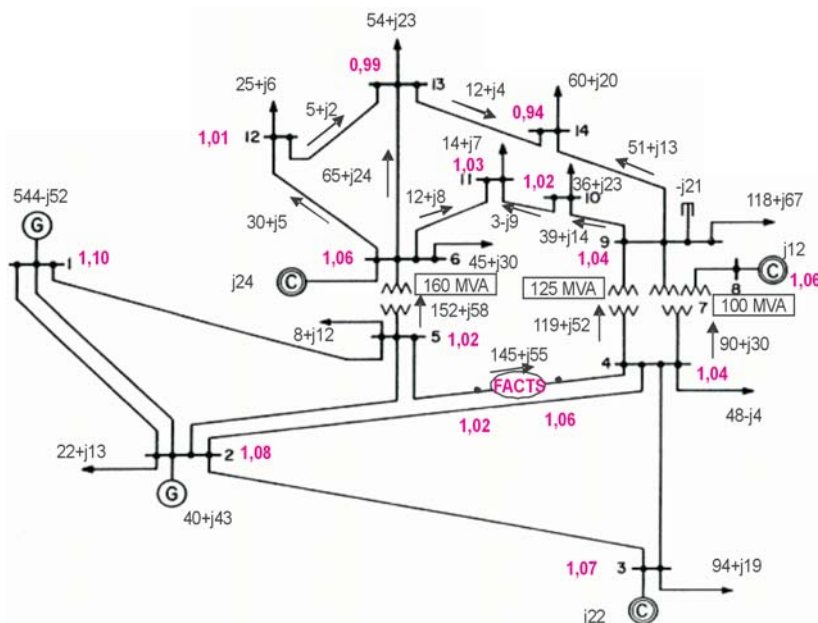 54+j23
0,99
13
12+j4
60+j20
25+j6
5+j2
0,94
14
1,01
12
14+j7
51+j13
65+j24
1,03
11
1,02
36+j23
10
-j21
544-j52
G
12+j8
118+j67
30+j5
3-j9
39+j14
9
j12
1
1,10
1,06
6
45+j30
1,04
C
8
1,06
j24
C
160 MVA
125 MVA
7
100 MVA
152+j58
8+j12
119+j52
90+j30
5
1,02
145+j55
4
1,04
FACTS
48-j4
1,02
1,06
22+j13
2
1,08
G
40+j43
1,07
3
94+j19
j22
C